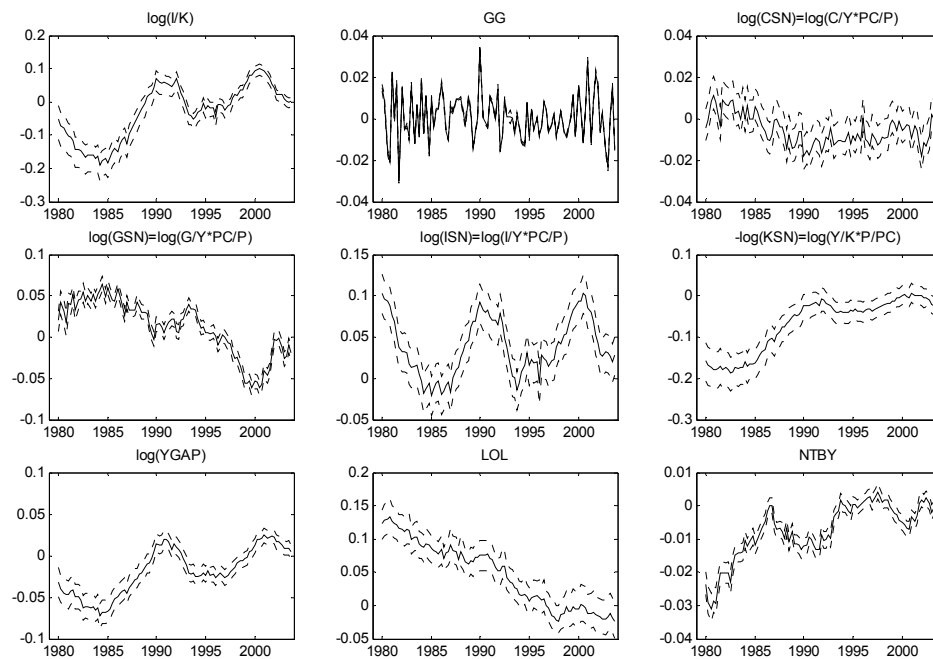 log(I/K)
0.2
0.1
0
-0.1
-0.2
-0.3
1980 1985 1990 1995 2000
GG
0.04
0.02
0
-0.02
-0.04
1980 1985 1990 1995 2000
log(CSN)=log(C/Y*PC/P)
0.04
0.02
0
-0.02
-0.04
1980 1985 1990 1995 2000
log(GSN)=log(G/Y*PC/P)
0.1
0.05
0
-0.05
-0.1
1980 1985 1990 1995 2000
log(ISN)=log(I/Y*PC/P)
0.15
0.1
0.05
0
-0.05
1980 1985 1990 1995 2000
-log(KSN)=log(Y/K*P/PC)
0.1
0
-0.1
-0.2
-0.3
1980 1985 1990 1995 2000
log(YGAP)
0.1
0.05
0
-0.05
-0.1
1980 1985 1990 1995 2000
LOL
0.2
0.15
0.1
0.05
0
-0.05
1980 1985 1990 1995 2000
NTBY
0.01
0
-0.01
-0.02
-0.03
-0.04
1980 1985 1990 1995 2000